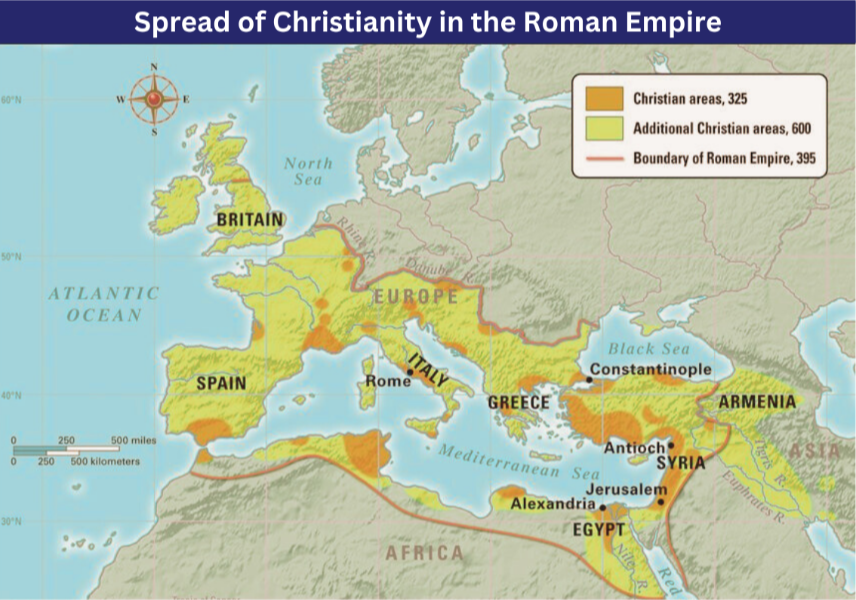 Spread of Christianity in the Roman Empire
N
W
E
S
60°N
Christian areas, 325
Additional Christian areas, 600
Boundary of Roman Empire, 395
North
Sea
BRITAIN
Rhine R.
50°N
Danube R.
ATLANTIC
OCEAN
EUROPE
Black Sea
Constantinople
ITALY
Rome
SPAIN
40°N
GREECE
ARMENIA
0 250 500 miles
0 250 500 kilometers
Mediterranean Sea
Antioch
SYRIA
Tigris R.
ASIA
Euphrates R.
Jerusalem
Alexandria
30°N
EGYPT
AFRICA
Nile R.
Red